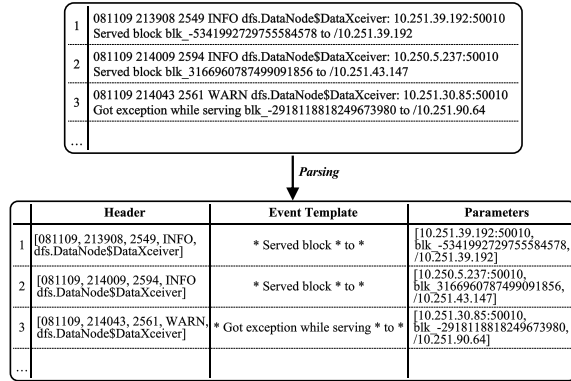 1
081109 213908 2549 INFO dfs.DataNode$DataXceiver: 10.251.39.192:50010
Served block blk_-5341992729755584578 to /10.251.39.192
2
081109 214009 2594 INFO dfs.DataNode$DataXceiver: 10.250.5.237:50010
Served block blk_3166960787499091856 to /10.251.43.147
3
081109 214043 2561 WARN dfs.DataNode$DataXceiver: 10.251.30.85:50010
Got exception while serving blk_-2918118818249673980 to /10.251.90.64
...
Parsing
Header Event Template Parameters
1
[081109, 213908, 2549, INFO,
dfs.DataNode$DataXceiver]
* Served block * to *
[10.251.39.192:50010,
blk_-5341992729755584578,
/10.251.39.192]
2
[081109, 214009, 2594, INFO
dfs.DataNode$DataXceiver]
* Served block * to *
[10.250.5.237:50010,
blk_3166960787499091856,
/10.251.43.147]
3
[081109, 214043, 2561, WARN,
dfs.DataNode$DataXceiver]
* Got exception while serving * to *
[10.251.30.85:50010,
blk_-2918118818249673980,
/10.251.90.64]
...